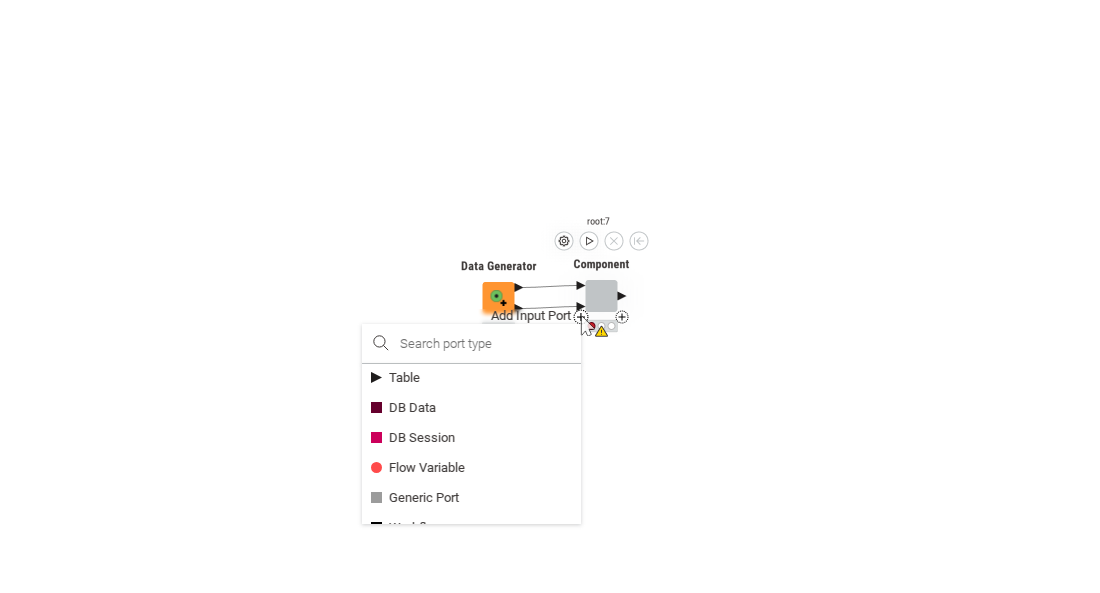 root:7
Data Generator
Component
Add Input Port
Search port type
Table
DB Data
DB Session
Flow Variable
Generic Port